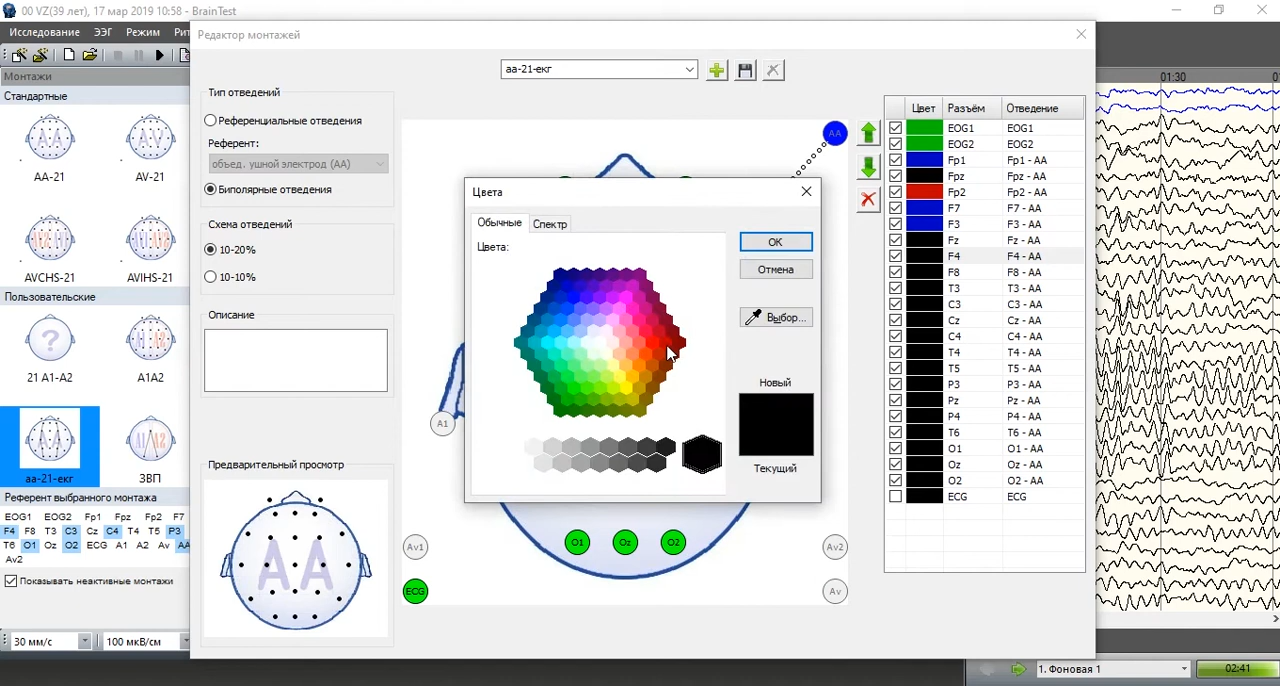 00 VZ(39 лет), 17 мар 2019 10:58 - BrainTest
Исследование ЭЭГ Режим Рит
Редактор монтажей
Монтажи
Стандартные
AA-21 AV-21
AVCHS-21 AVIHS-21
Пользовательские
21 A1-A2 A1A2
аа-21-екг ЗВП
Референт выбранного монтажа
EOG1 EOG2 Fp1 Fpz Fp2 F7
F4 F8 T3 C3 Cz C4 T4 T5 P3
T6 O1 Oz O2 ECG A1 A2 Av AA
Av2
Показывать неактивные монтажи
30 мм/с 100 мкВ/см
аа-21-екг
Тип отведений
Референциальные отведения
Референт:
объед. ушной электрод (AA)
Биполярные отведения
Схема отведений
10-20%
10-10%
Описание
Предварительный просмотр
AA
AA
A1
Av1
ECG
O1 Oz O2
Av2
Av
Цвета
Обычные Спектр
Цвета:
OK
Отмена
Выбор...
Новый
Текущий
Цвет Разъём Отведение
EOG1 EOG1
EOG2 EOG2
Fp1 Fp1 - AA
Fpz Fpz - AA
Fp2 Fp2 - AA
F7 F7 - AA
F3 F3 - AA
Fz Fz - AA
F4 F4 - AA
F8 F8 - AA
T3 T3 - AA
C3 C3 - AA
Cz Cz - AA
C4 C4 - AA
T4 T4 - AA
T5 T5 - AA
P3 P3 - AA
Pz Pz - AA
P4 P4 - AA
T6 T6 - AA
O1 O1 - AA
Oz Oz - AA
O2 O2 - AA
ECG ECG
01:30
1. Фоновая 1
02:41